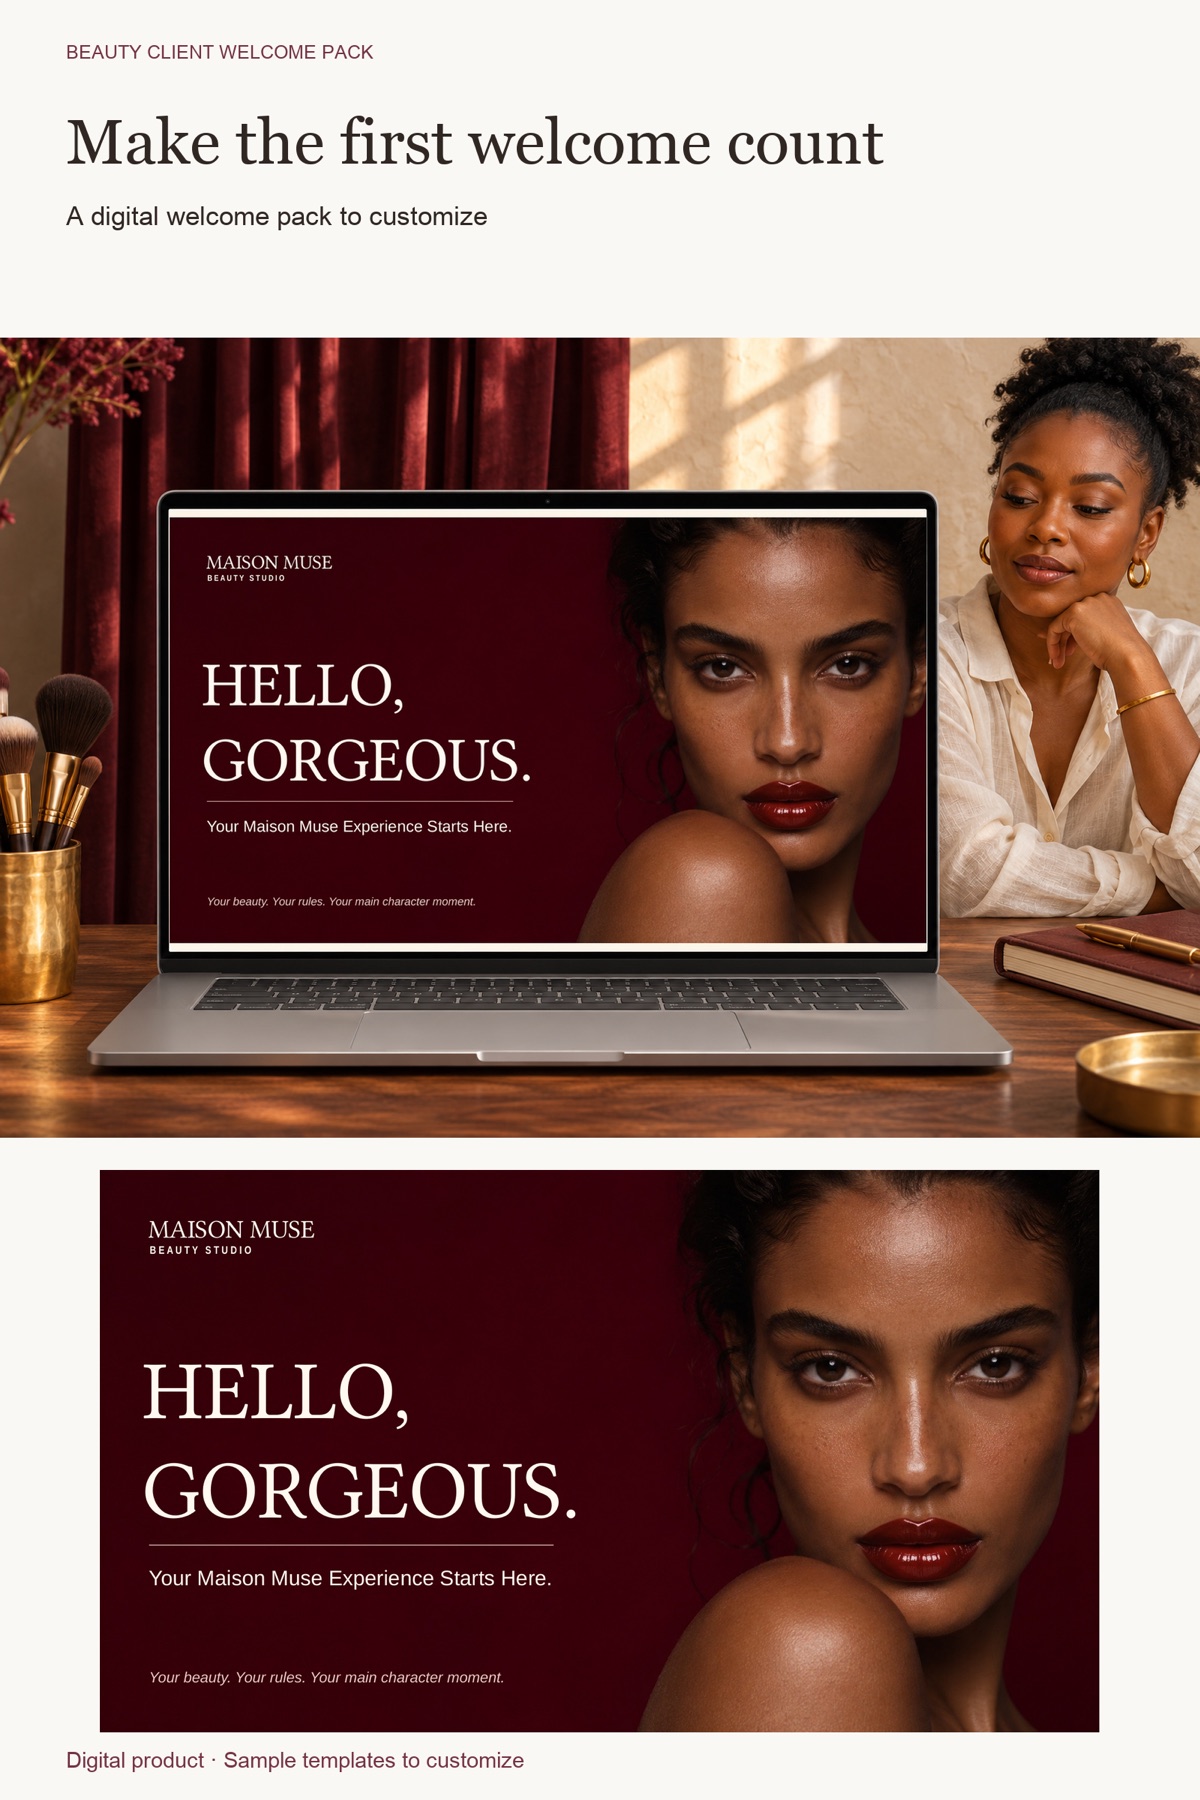 BEAUTY CLIENT WELCOME PACK
Make the first welcome count
A digital welcome pack to customize
MAISON MUSE
BEAUTY STUDIO
HELLO,
GORGEOUS.
Your Maison Muse Experience Starts Here.
Your beauty. Your rules. Your main character moment.
MAISON MUSE
BEAUTY STUDIO
HELLO,
GORGEOUS.
Your Maison Muse Experience Starts Here.
Your beauty. Your rules. Your main character moment.
Digital product · Sample templates to customize